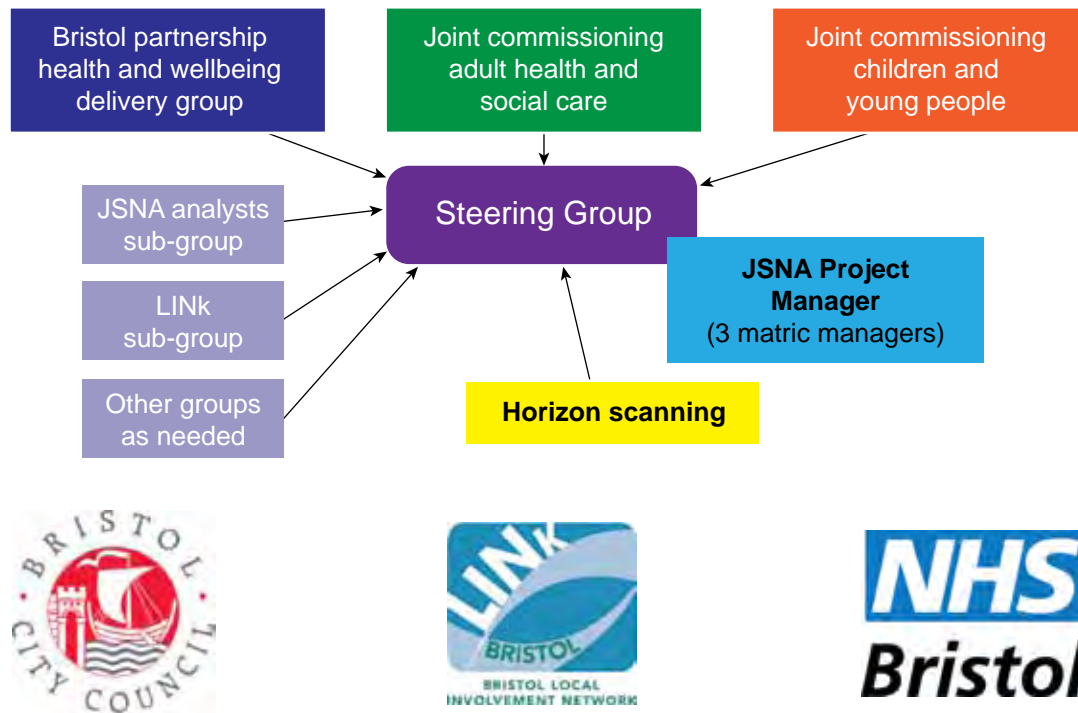 Bristol partnership
health and wellbeing
delivery group
Joint commissioning
adult health and
social care
Joint commissioning
children and
young people
JSNA analysts
sub-group
Steering Group
JSNA Project
Manager
(3 matric managers)
LINk
sub-group
Other groups
as needed
Horizon scanning
BRISTOL
CITY COUNCIL
LINk
BRISTOL
BRISTOL LOCAL
INVOLVEMENT NETWORK
NHS
Bristol